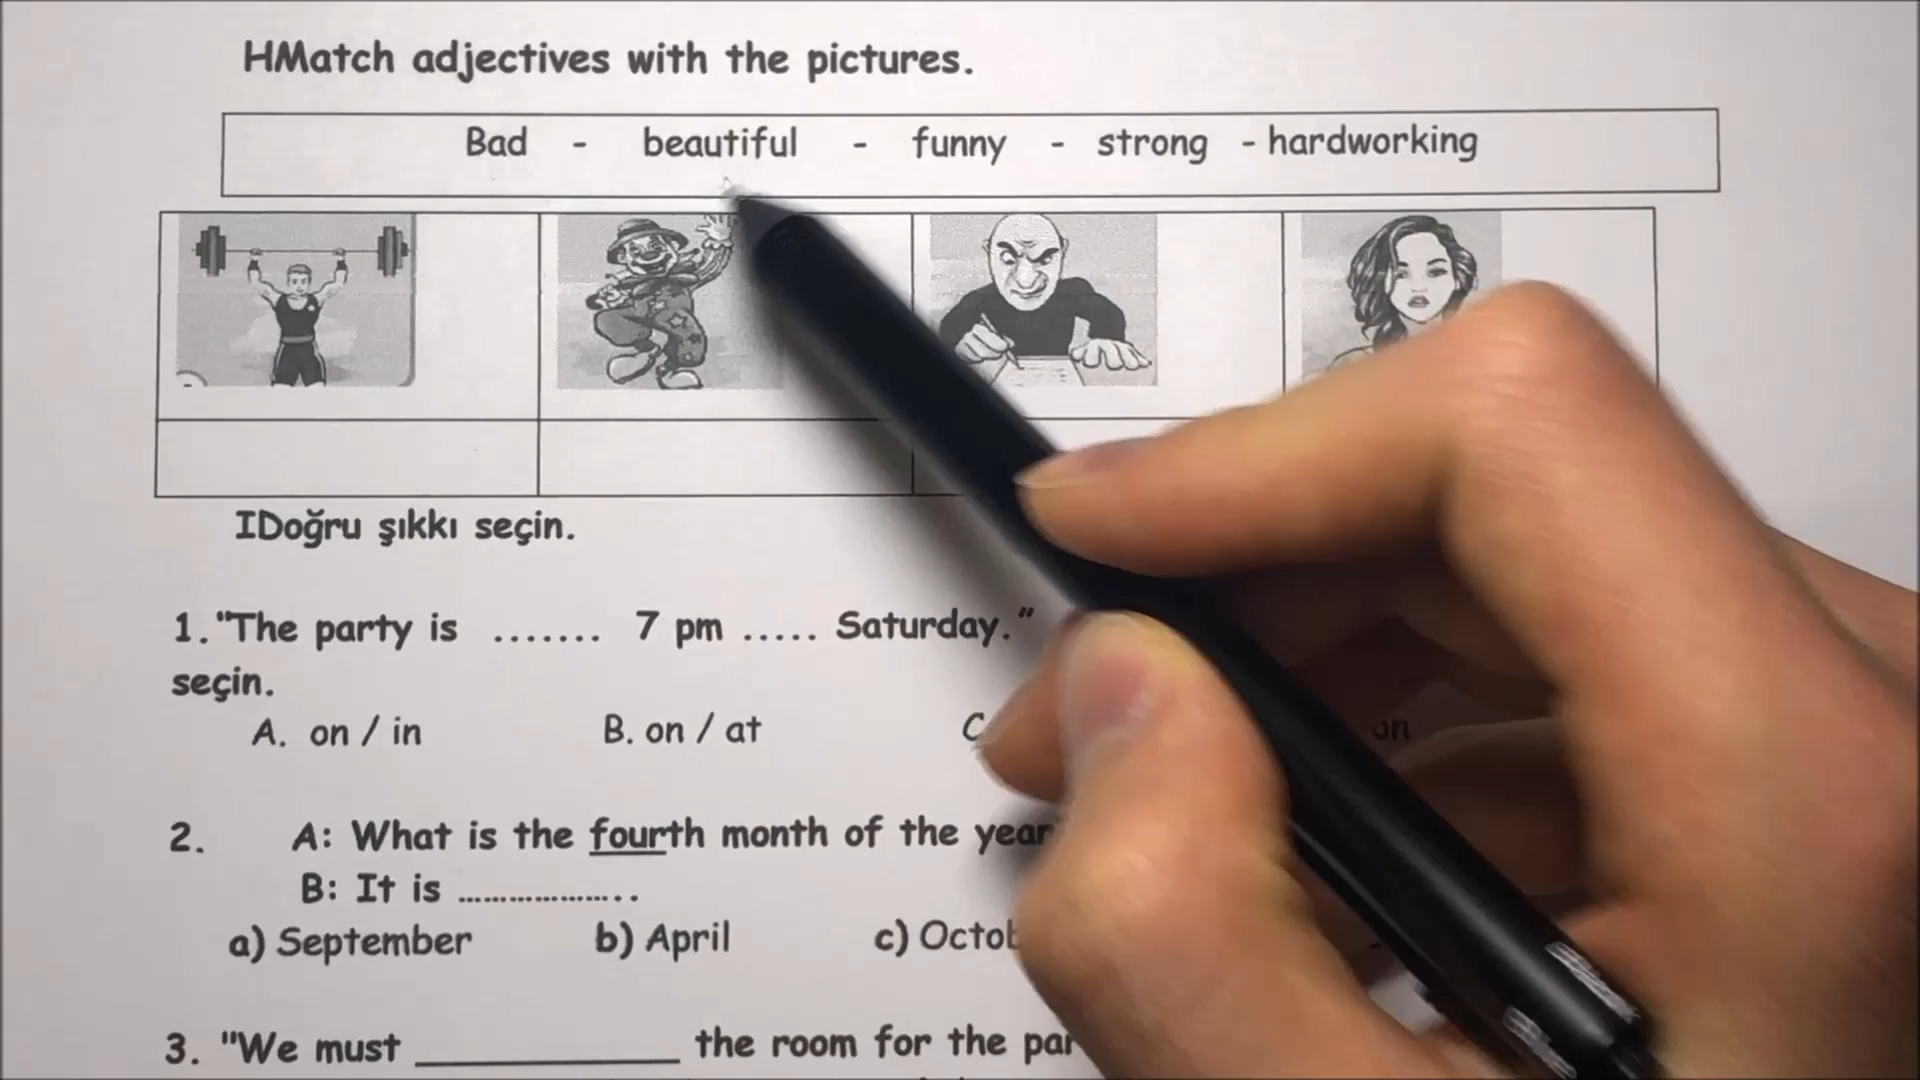 HMatch adjectives with the pictures.
Bad - beautiful - funny - strong - hardworking
IDoğru şıkkı seçin.
1. "The party is ....... 7 pm ..... Saturday."
seçin.
A. on / in B. on / at C on
2. A: What is the fourth month of the year
B: It is ...................
a) September b) April c)
3. "We must ____________ the room for the